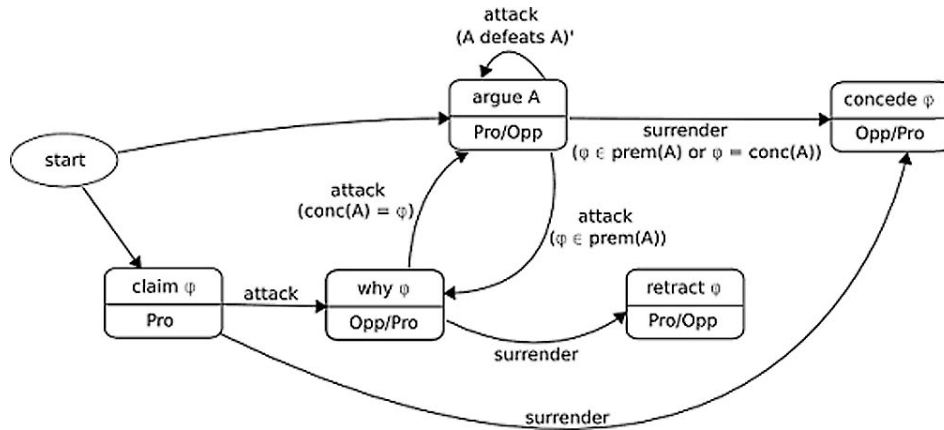 attack
(A defeats A)'
argue A
Pro/Opp
concede φ
Opp/Pro
surrender
(φ ∈ prem(A) or φ = conc(A))
start
attack
(conc(A) = φ)
attack
(φ ∈ prem(A))
claim φ
Pro
attack
why φ
Opp/Pro
retract φ
Pro/Opp
surrender
surrender